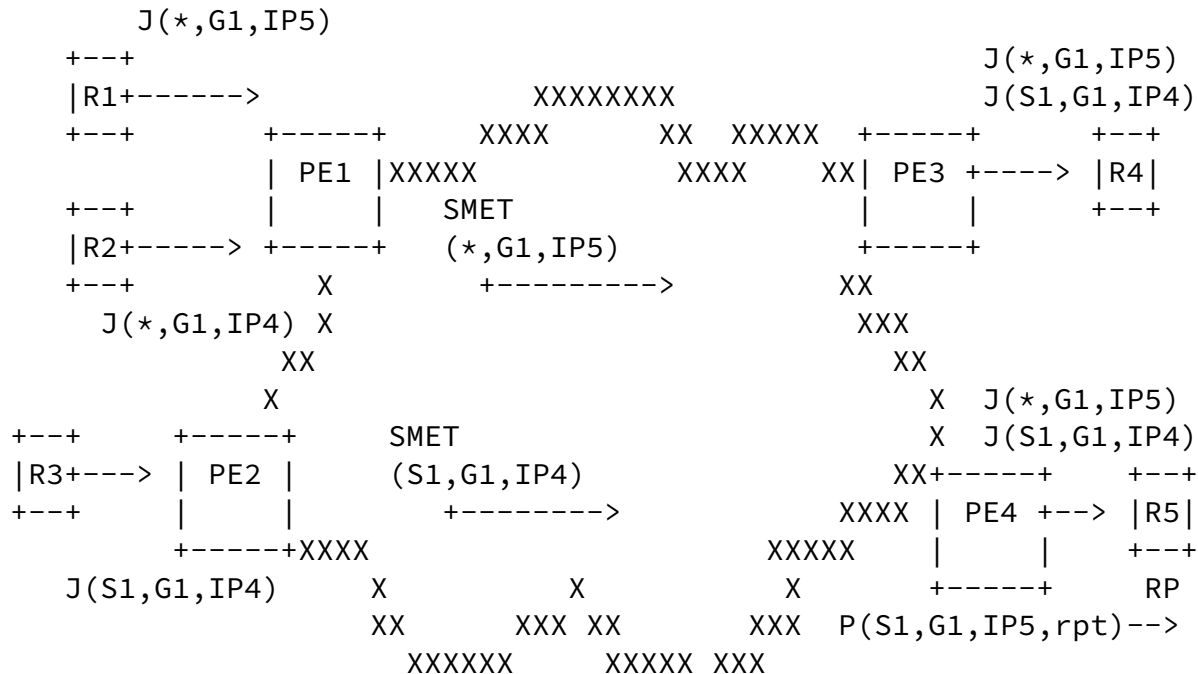 J(*,G1,IP5)
    +--+                                                J(*,G1,IP5)
    |R1+------>               XXXXXXXX                  J(S1,G1,IP4)
    +--+       +-----+     XXXX      XX  XXXXX  +-----+      +--+
               | PE1 |XXXXX           XXXX    XX| PE3 +----> |R4|
    +--+       |     |   SMET                   |     |      +--+
    |R2+-----> +-----+   (*,G1,IP5)             +-----+
    +--+          X        +--------->         XX
      J(*,G1,IP4) X                             XXX
                XX                                XX
               X                                    X  J(*,G1,IP5)
 +--+     +-----+     SMET                          X  J(S1,G1,IP4)
 |R3+---> | PE2 |     (S1,G1,IP4)                 XX+-----+    +--+
 +--+     |     |        +-------->            XXXX | PE4 +--> |R5|
          +-----+XXXX                      XXXXX    |     |    +--+
    J(S1,G1,IP4)     X          X           X       +-----+     RP
                     XX      XXX XX       XXX  P(S1,G1,IP5,rpt)-->
                       XXXXXX     XXXXX XXX